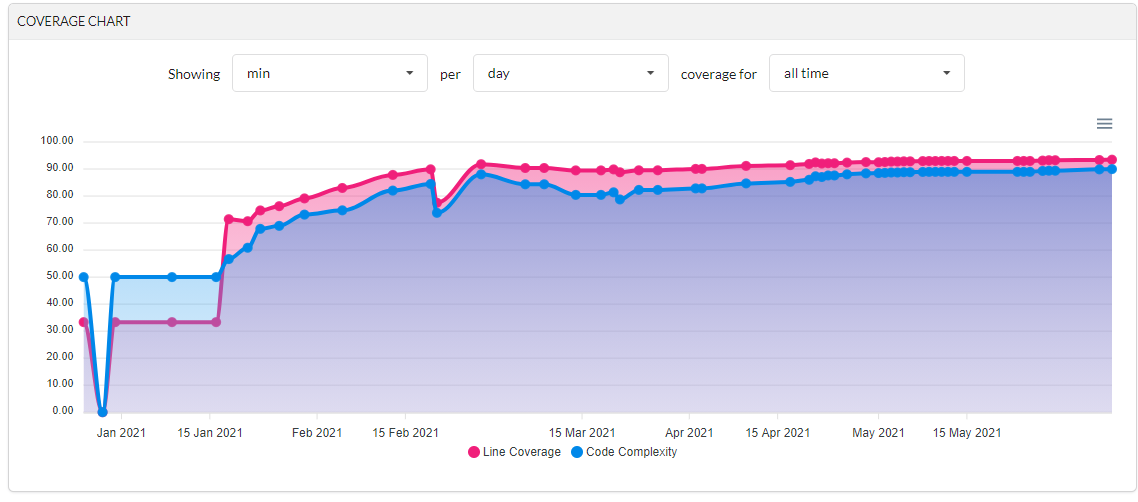 COVERAGE CHART
Showing min per day coverage for all time
100.00
90.00
80.00
70.00
60.00
50.00
40.00
30.00
20.00
10.00
0.00
Jan 2021 15 Jan 2021 Feb 2021 15 Feb 2021 15 Mar 2021 Apr 2021 15 Apr 2021 May 2021 15 May 2021
Line Coverage Code Complexity